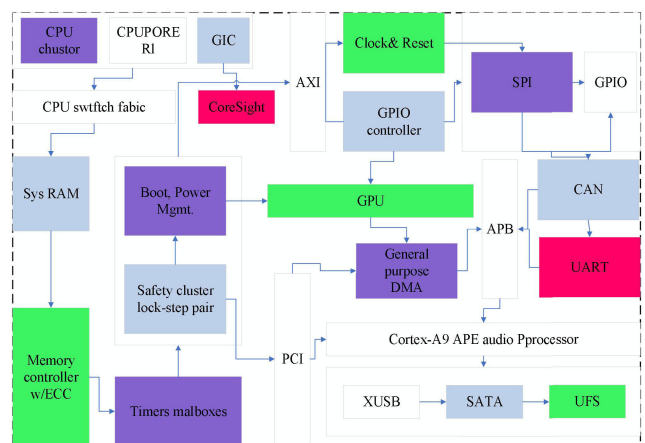 CPU
chustor
CPUPORE
RI
GIC
Clock& Reset
CPU swtftch fabic
CoreSight
AXI
GPIO
controller
SPI
GPIO
Sys RAM
Boot, Power
Mgmt.
GPU
APB
CAN
Safety cluster
lock-step pair
General
purpose
DMA
UART
PCI
Cortex-A9 APE audio Pprocessor
Memory
controller
w/ECC
Timers malboxes
XUSB
SATA
UFS